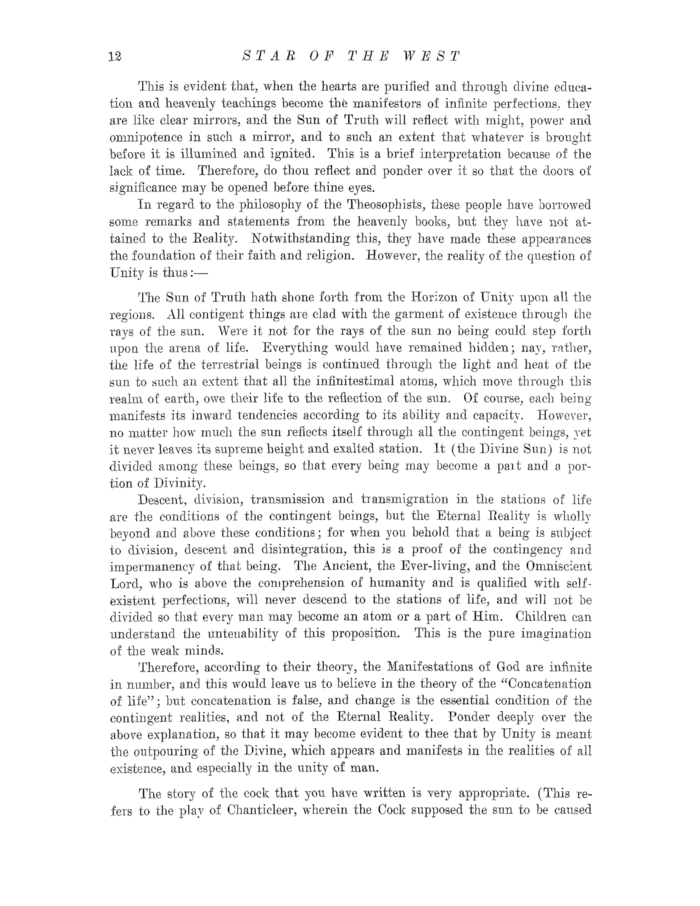 12 STAR OF THE WEST
This is evident that, when the hearts are purified and through divine educa-
tion and heavenly teachings become the manifestors of infinite perfections, they
are like clear mirrors, and the Sun of Truth will reflect with might, power and
omnipotence in such a mirror, and to such an extent that whatever is brought
before it is illumined and ignited. This is a brief interpretation because of the
lack of time. Therefore, do thou reflect and ponder over it so that the doors of
significance may be opened before thine eyes.
In regard to the philosophy of the Theosophists, these people have borrowed
some remarks and statements from the heavenly books, but they have not at-
tained to the Reality. Notwithstanding this, they have made these appearances
the foundation of their faith and religion. However, the reality of the question of
Unity is thus:—
The Sun of Truth hath shone forth from the Horizon of Unity upon all the
regions. All contigent things are clad with the garment of existence through the
rays of the sun. Were it not for the rays of the sun no being could step forth
upon the arena of life. Everything would have remained hidden; nay, rather,
the life of the terrestrial beings is continued through the light and heat of the
sun to such an extent that all the infinitestimal atoms, which move through this
realm of earth, owe their life to the reflection of the sun. Of course, each being
manifests its inward tendencies according to its ability and capacity. However,
no matter how much the sun reflects itself through all the contingent beings, yet
it never leaves its supreme height and exalted station. It (the Divine Sun) is not
divided among these beings, so that every being may become a part and a por-
tion of Divinity.
Descent, division, transmission and transmigration in the stations of life
are the conditions of the contingent beings, but the Eternal Reality is wholly
beyond and above these conditions; for when you behold that a being is subject
to division, descent and disintegration, this is a proof of the contingency and
impermanency of that being. The Ancient, the Ever-living, and the Omniscient
Lord, who is above the comprehension of humanity and is qualified with self-
existent perfections, will never descend to the stations of life, and will not be
divided so that every man may become an atom or a part of Him. Children can
understand the untenability of this proposition. This is the pure imagination
of the weak minds.
Therefore, according to their theory, the Manifestations of God are infinite
in number, and this would leave us to believe in the theory of the "Concatenation
of life"; but concatenation is false, and change is the essential condition of the
contingent realities, and not of the Eternal Reality. Ponder deeply over the
above explanation, so that it may become evident to thee that by Unity is meant
the outpouring of the Divine, which appears and manifests in the realities of all
existence, and especially in the unity of man.
The story of the cock that you have written is very appropriate. (This re-
fers to the play of Chanticleer, wherein the Cock supposed the sun to be caused